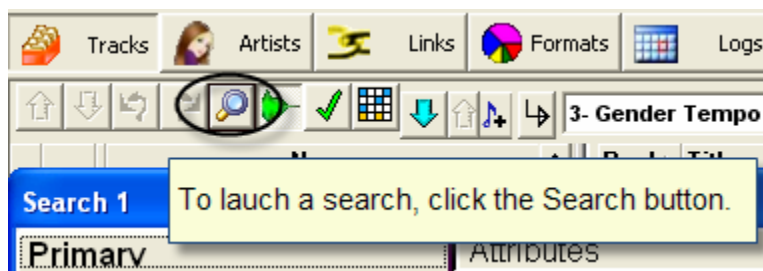 Tracks Artists Links Formats Logs
3- Gender Tempo
To lauch a search, click the Search button.
Search 1
Primary Attributes